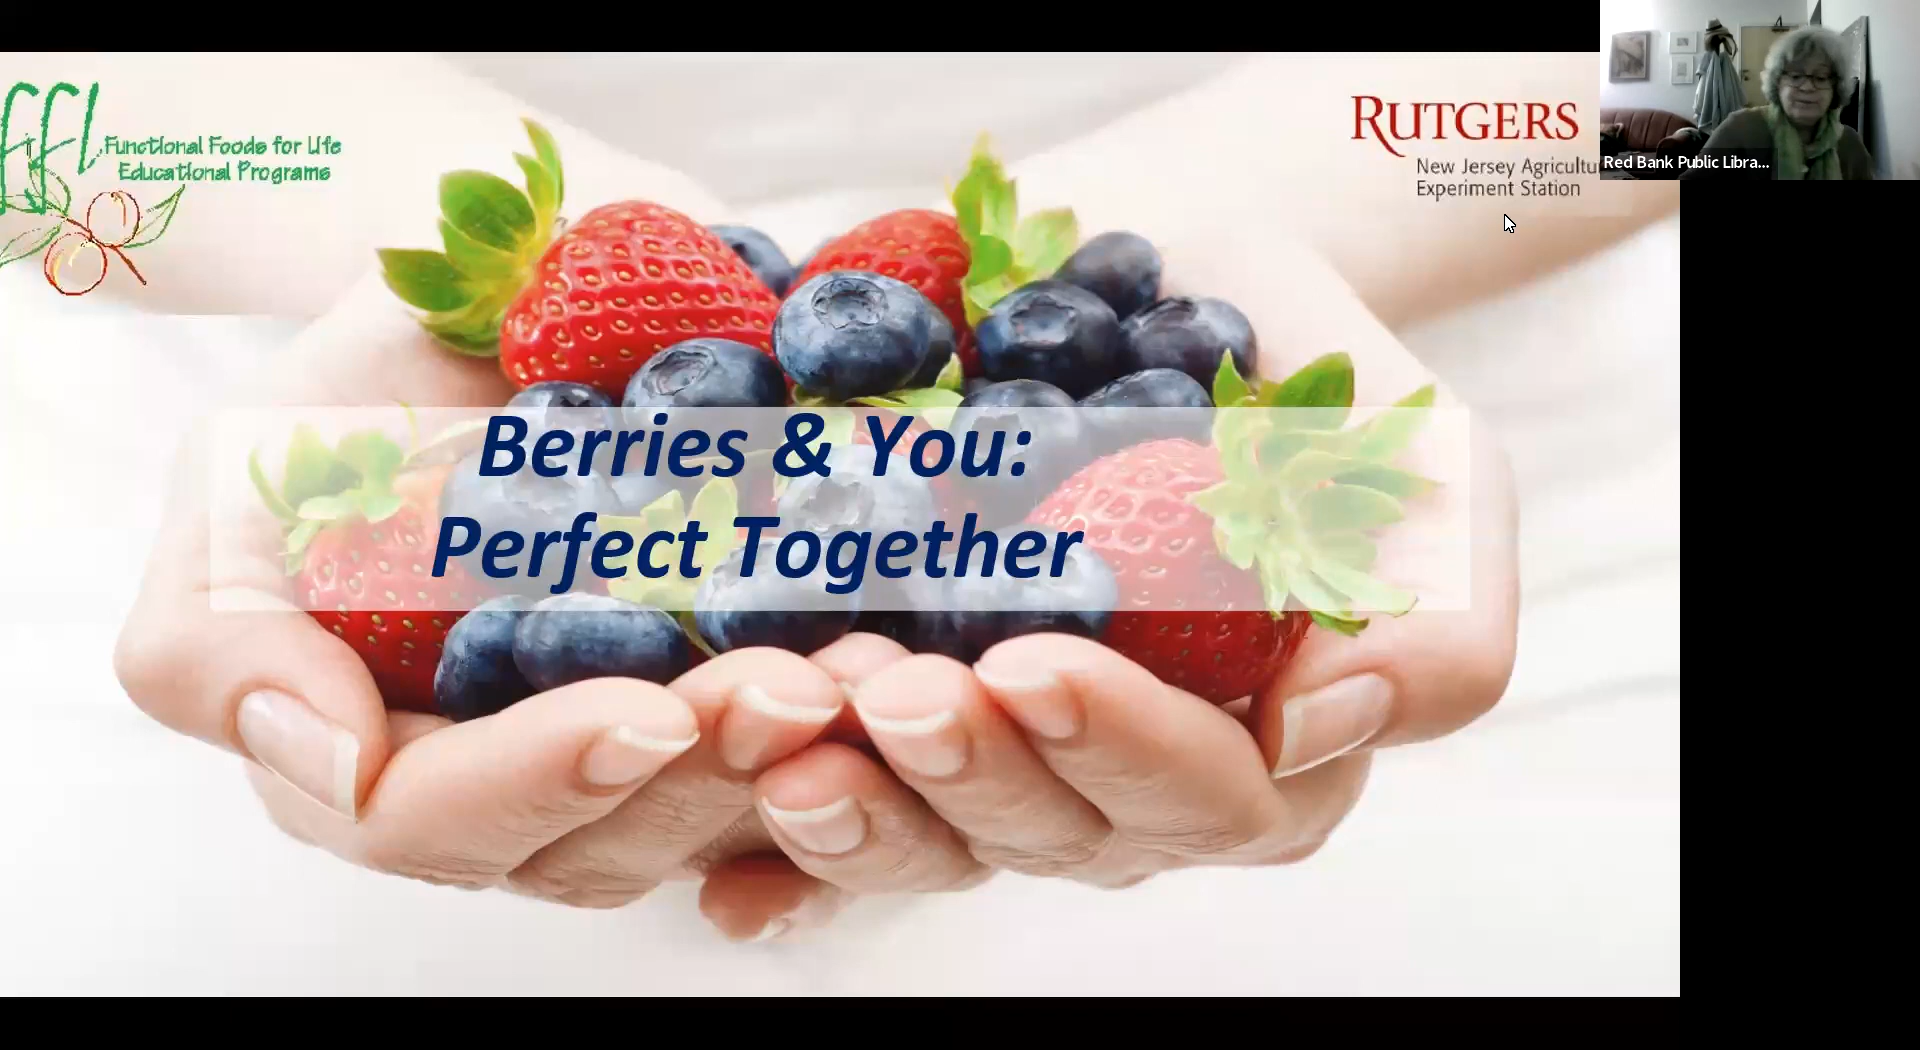 ffl
Functional Foods for Life
Educational Programs
RUTGERS
New Jersey Agricultu
Experiment Station
Red Bank Public Libra...
Berries & You:
Perfect Together